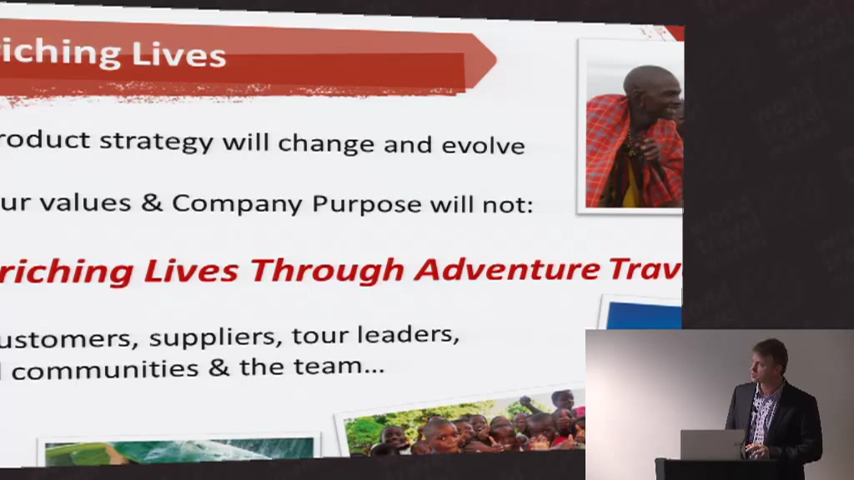 iching Lives
roduct strategy will change and evolve
ur values & Company Purpose will not:
riching Lives Through Adventure Trav
ustomers, suppliers, tour leaders,
l communities & the team...